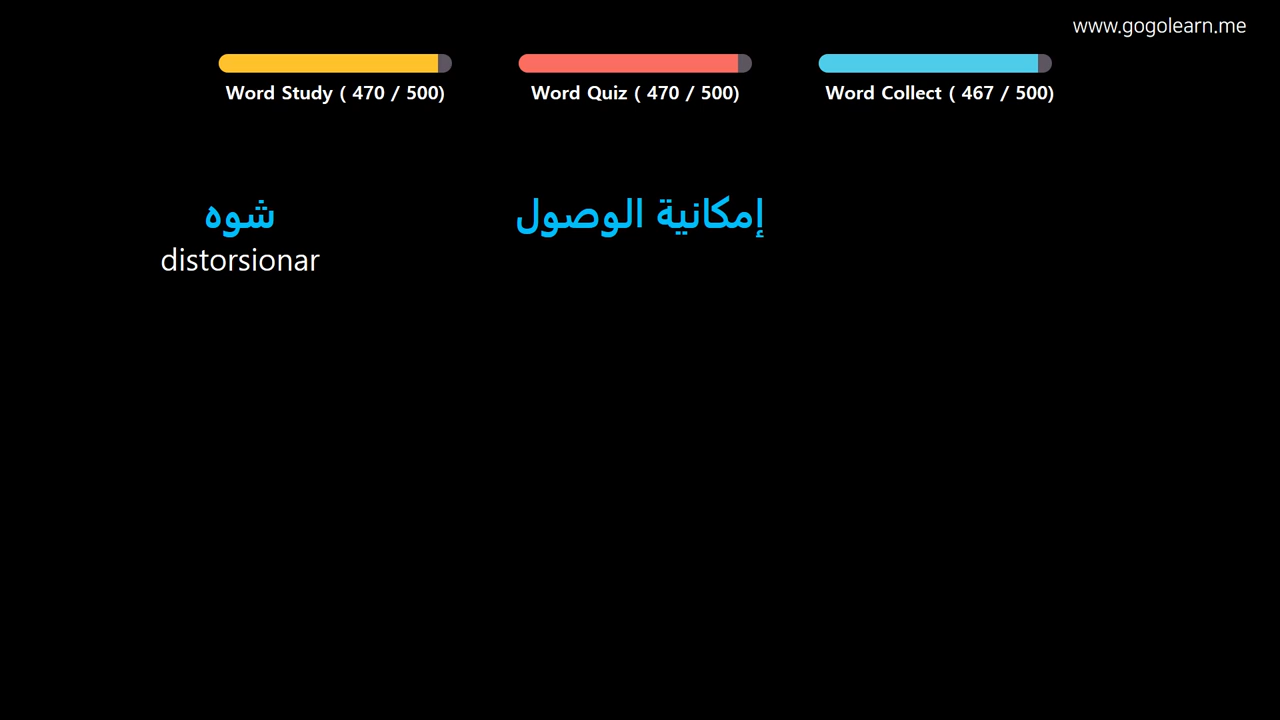 www.gogolearn.me
Word Study ( 470 / 500)
Word Quiz ( 470 / 500)
Word Collect ( 467 / 500)
شوه
distorsionar
إمكانية الوصول